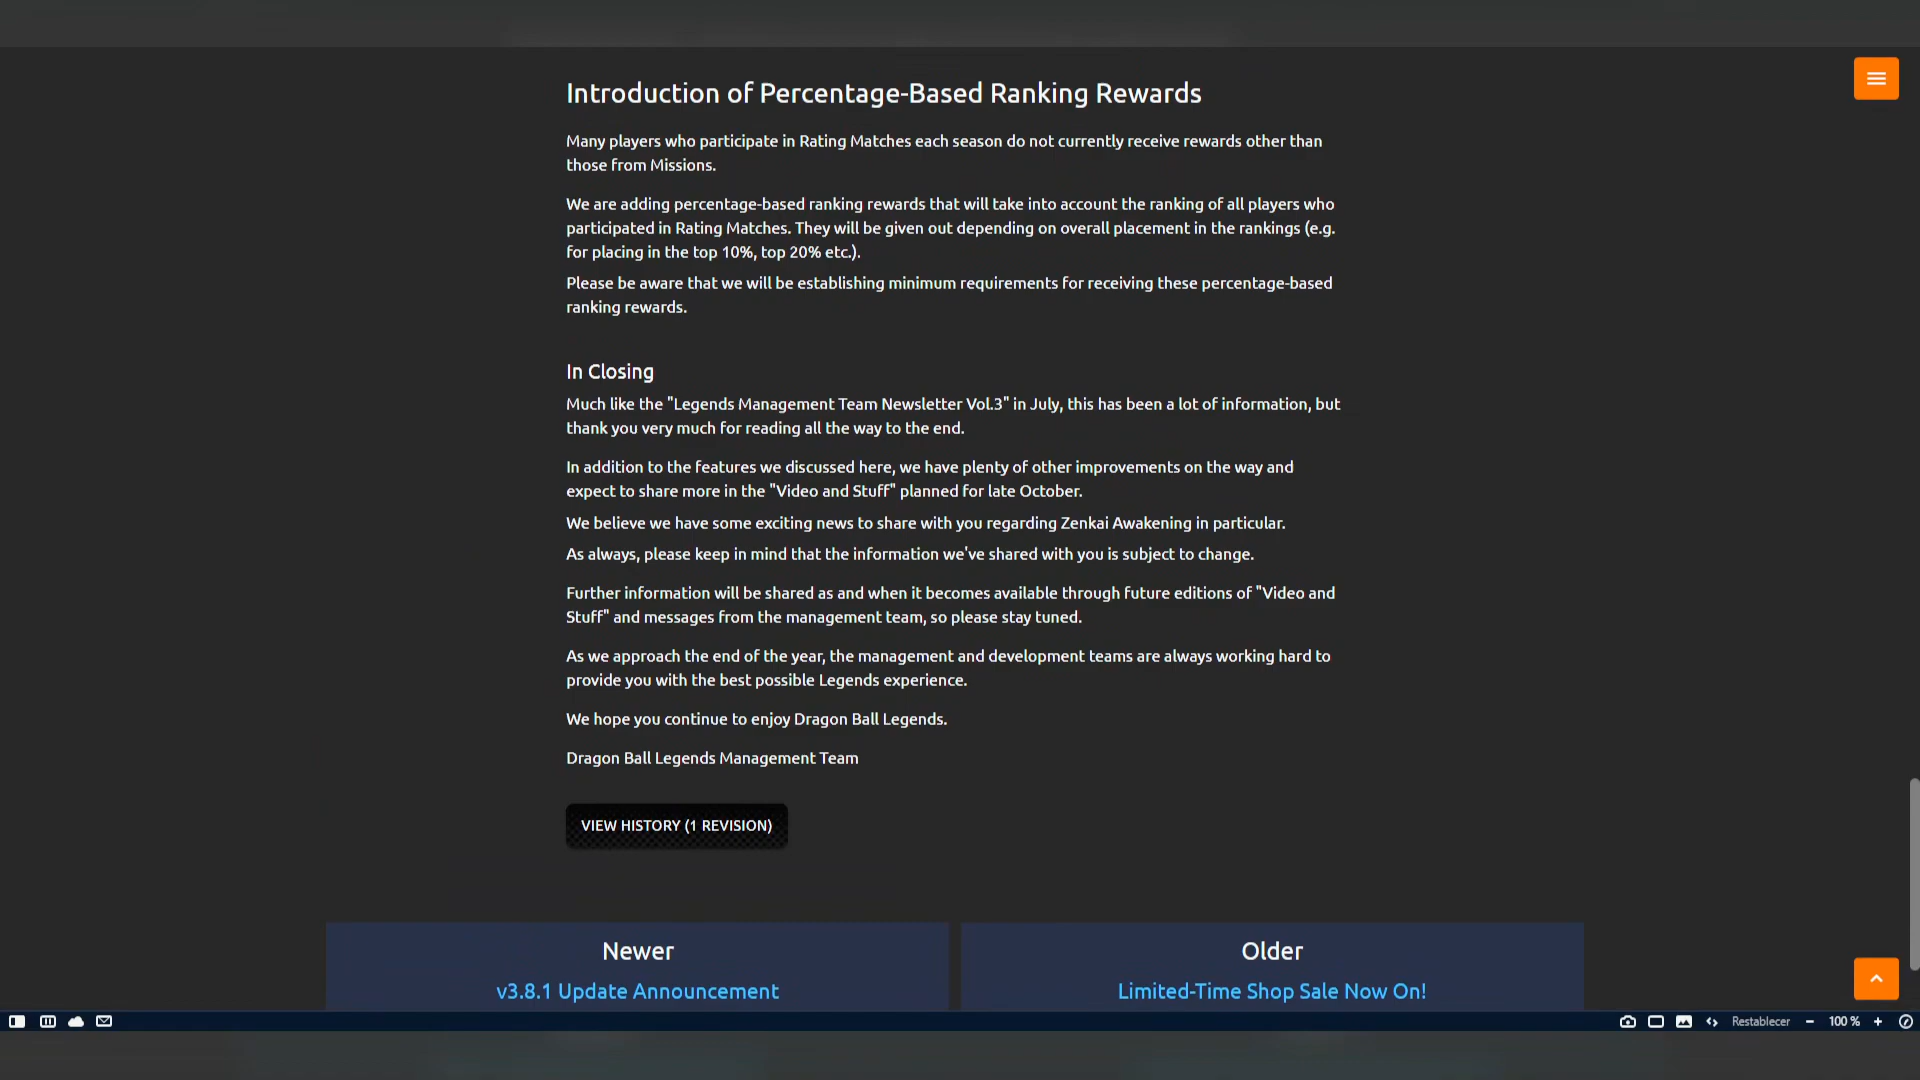 Introduction of Percentage-Based Ranking Rewards
Many players who participate in Rating Matches each season do not currently receive rewards other than
those from Missions.
We are adding percentage-based ranking rewards that will take into account the ranking of all players who
participated in Rating Matches. They will be given out depending on overall placement in the rankings (e.g.
for placing in the top 10%, top 20% etc.).
Please be aware that we will be establishing minimum requirements for receiving these percentage-based
ranking rewards.
In Closing
Much like the "Legends Management Team Newsletter Vol.3" in July, this has been a lot of information, but
thank you very much for reading all the way to the end.
In addition to the features we discussed here, we have plenty of other improvements on the way and
expect to share more in the "Video and Stuff" planned for late October.
We believe we have some exciting news to share with you regarding Zenkai Awakening in particular.
As always, please keep in mind that the information we've shared with you is subject to change.
Further information will be shared as and when it becomes available through future editions of "Video and
Stuff" and messages from the management team, so please stay tuned.
As we approach the end of the year, the management and development teams are always working hard to
provide you with the best possible Legends experience.
We hope you continue to enjoy Dragon Ball Legends.
Dragon Ball Legends Management Team
VIEW HISTORY (1 REVISION)
Newer
v3.8.1 Update Announcement
Older
Limited-Time Shop Sale Now On!
Restablecer
100 %